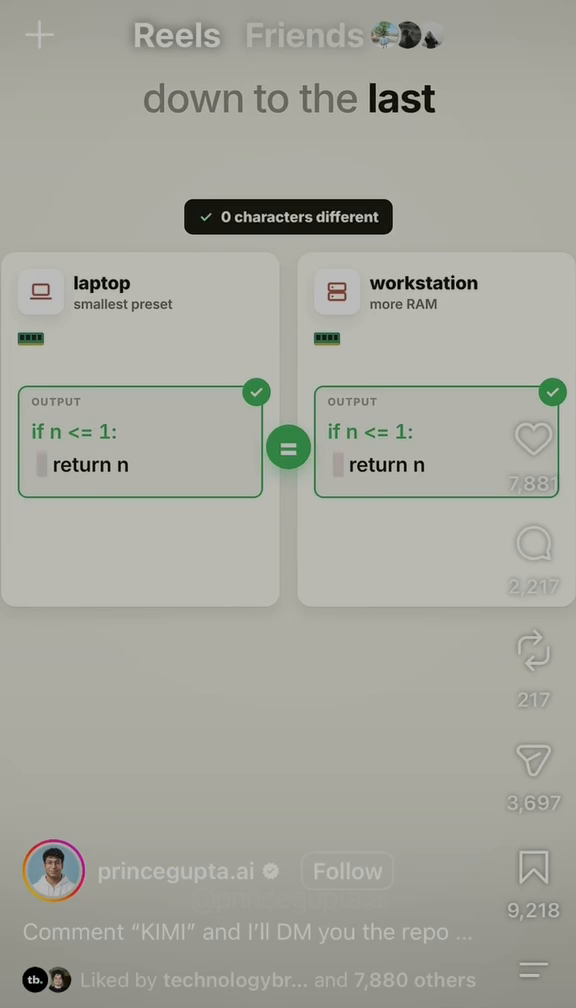 Reels Friends
down to the last
0 characters different
laptop
smallest preset
OUTPUT
if n <= 1:
return n
=
workstation
more RAM
OUTPUT
if n <= 1:
return n
7,881
2,217
217
3,697
9,218
princegupta.ai Follow
@princegupta.ai
Comment “KIMI” and I’ll DM you the repo ...
tb.
Liked by technologybr... and 7,880 others